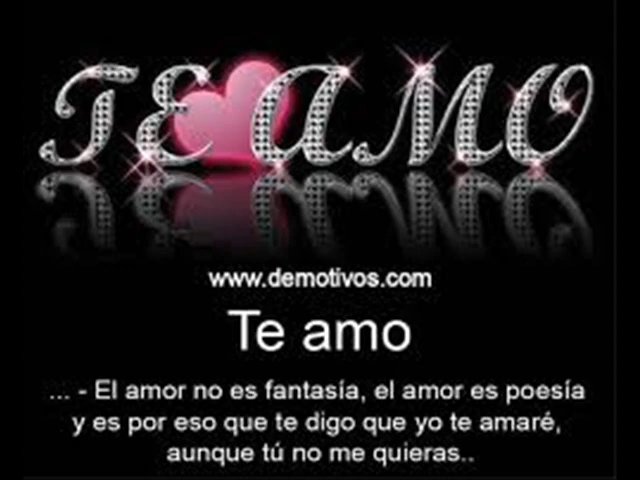 TE AMO
www.demotivos.com
Te amo
... - El amor no es fantasía, el amor es poesía
y es por eso que te digo que yo te amaré,
aunque tú no me quieras..